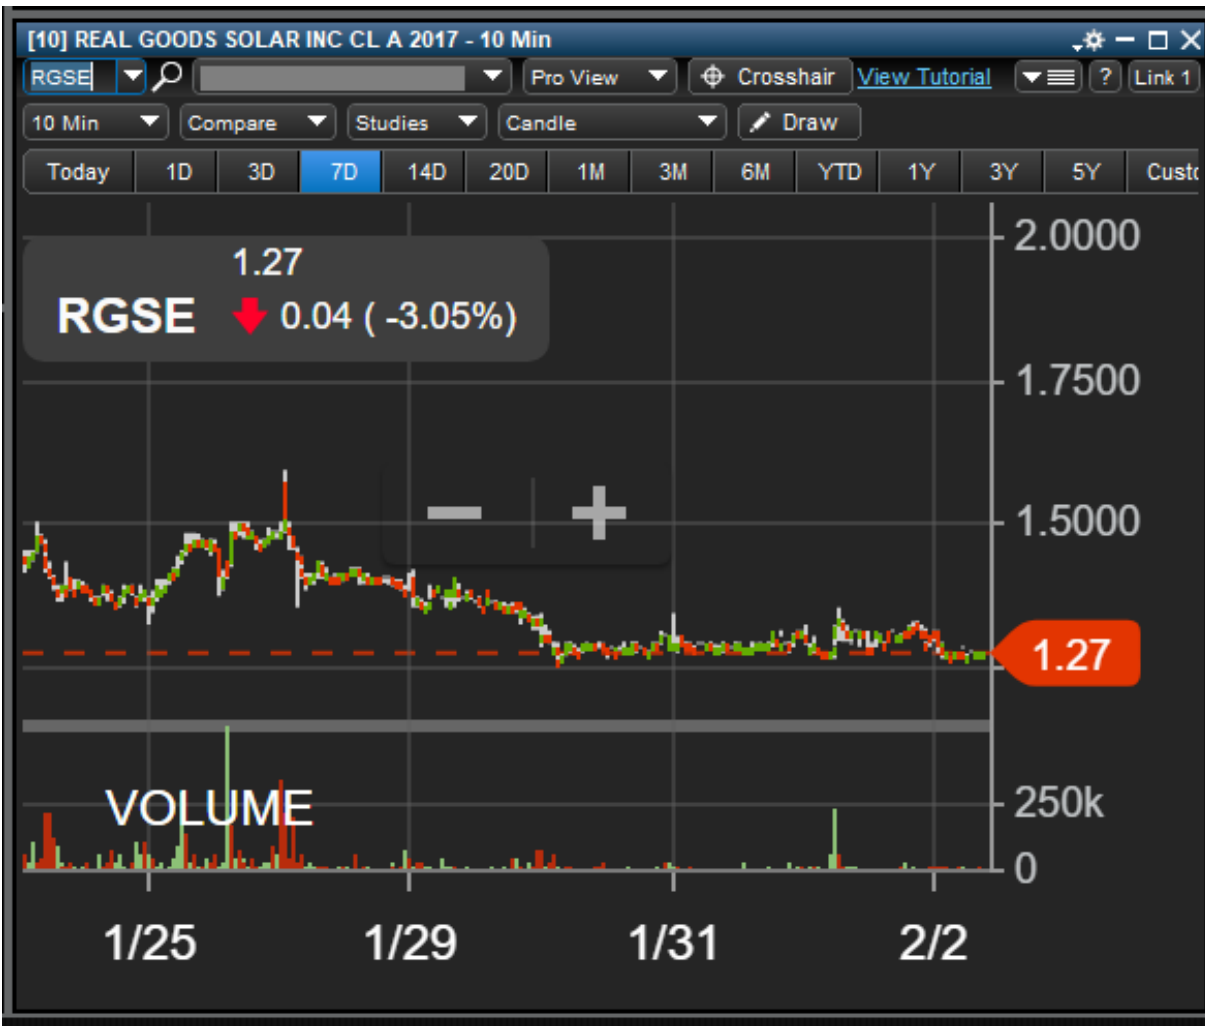 [10] REAL GOODS SOLAR INC CL A 2017 - 10 Min
RGSE Pro View Crosshair View Tutorial ? Link 1
10 Min Compare Studies Candle Draw
Today 1D 3D 7D 14D 20D 1M 3M 6M YTD 1Y 3Y 5Y Custo
2.0000
1.27
RGSE 0.04 ( -3.05%)
1.7500
1.5000
1.27
VOLUME
250k
0
1/25 1/29 1/31 2/2